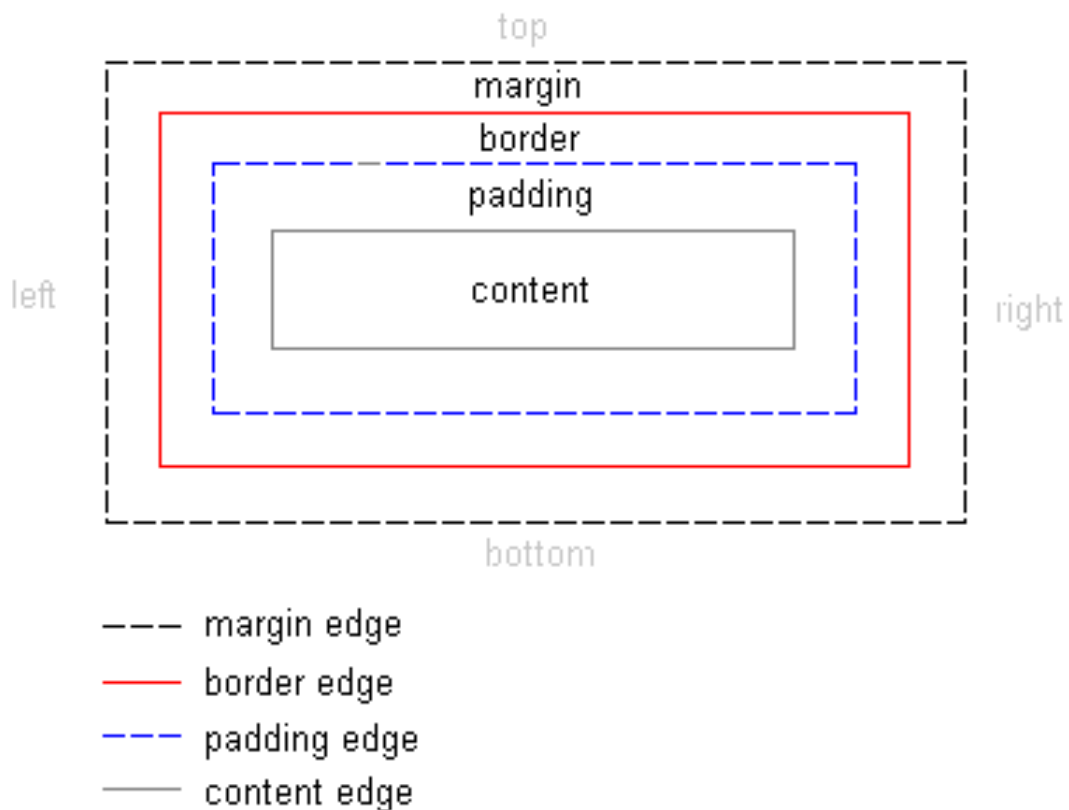 top
margin
border
padding
content
left
right
bottom
margin edge
border edge
padding edge
content edge